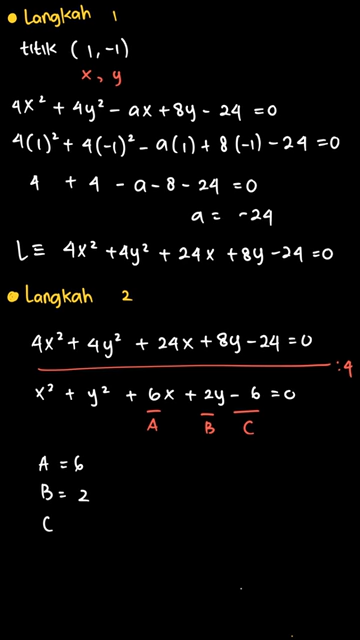 • Langkah 1
titik (1, -1)
x, y
4x² + 4y² - ax + 8y - 24 = 0
4(1)² + 4(-1)² - a(1) + 8(-1) - 24 = 0
4 + 4 - a - 8 - 24 = 0
a = -24
L ≡ 4x² + 4y² + 24x + 8y - 24 = 0
• Langkah 2
4x² + 4y² + 24x + 8y - 24 = 0
:4
x² + y² + 6x + 2y - 6 = 0
A B C
A = 6
B = 2
C